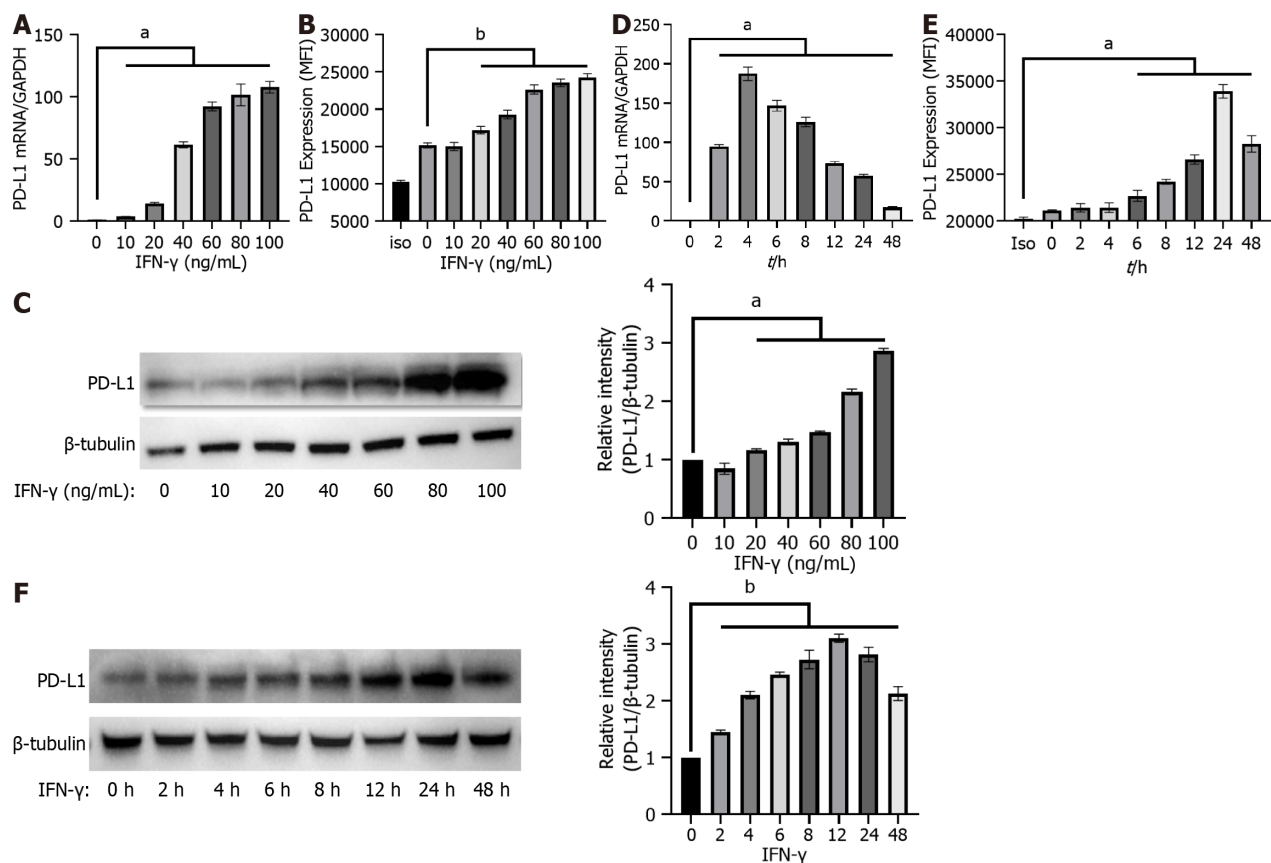 A
PD-L1 mRNA/GAPDH
150
100
50
0
a
0 10 20 40 60 80 100
IFN-γ (ng/mL)
B
PD-L1 Expression (MFI)
30000
25000
20000
15000
10000
5000
b
iso 0 10 20 40 60 80 100
IFN-γ (ng/mL)
D
PD-L1 mRNA/GAPDH
250
200
150
100
50
0
a
0 2 4 6 8 12 24 48
t/h
E
PD-L1 Expression (MFI)
40000
35000
30000
25000
20000
a
Iso 0 2 4 6 8 12 24 48
t/h
C
PD-L1
β-tubulin
IFN-γ (ng/mL): 0 10 20 40 60 80 100
Relative intensity
(PD-L1/β-tubulin)
4
3
2
1
0
a
0 10 20 40 60 80 100
IFN-γ (ng/mL)
F
PD-L1
β-tubulin
IFN-γ: 0 h 2 h 4 h 6 h 8 h 12 h 24 h 48 h
Relative intensity
(PD-L1/β-tubulin)
4
3
2
1
0
b
0 2 4 6 8 12 24 48
IFN-γ